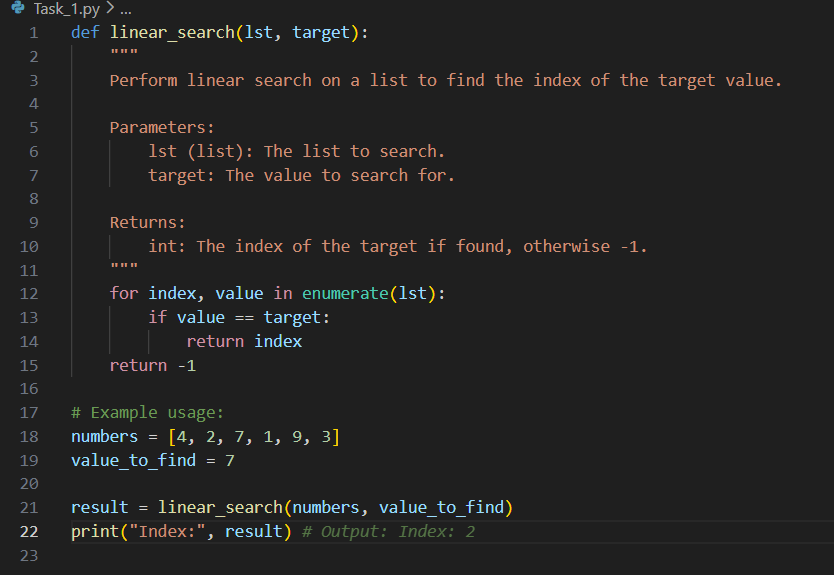 Task_1.py > ...
1 def linear_search(lst, target):
2     """
3     Perform linear search on a list to find the index of the target value.
4
5     Parameters:
6         lst (list): The list to search.
7         target: The value to search for.
8
9     Returns:
10         int: The index of the target if found, otherwise -1.
11     """
12     for index, value in enumerate(lst):
13         if value == target:
14             return index
15     return -1
16
17 # Example usage:
18 numbers = [4, 2, 7, 1, 9, 3]
19 value_to_find = 7
20
21 result = linear_search(numbers, value_to_find)
22 print("Index:", result) # Output: Index: 2
23